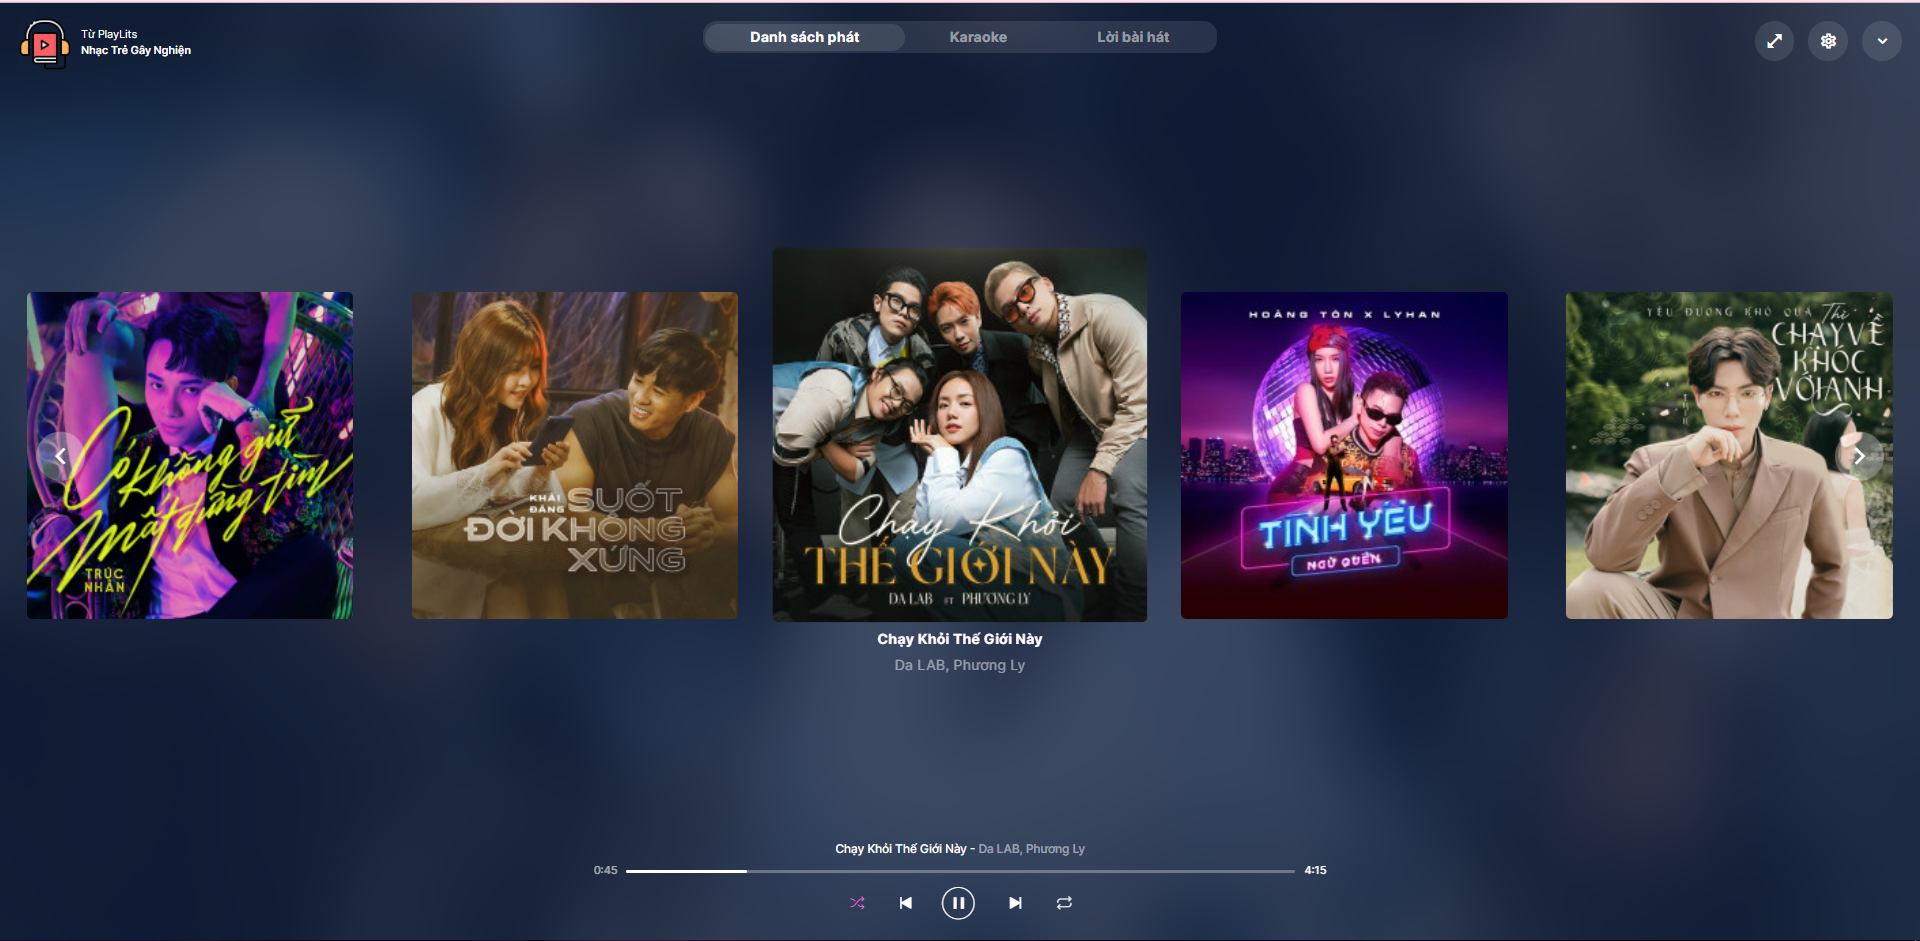 Từ PlayLits
Nhạc Trẻ Gây Nghiện
Danh sách phát
Karaoke
Lời bài hát
Có không giữ
mất đừng tìm
TRÚC
NHÂN
KHẢI
ĐĂNG
SUỐT
ĐỜI KHÔNG
XỨNG
Chạy Khỏi
THẾ GIỚI NÀY
DA LAB FT PHƯƠNG LY
HOÀNG TÔN X LYHAN
TÌNH YÊU
NGỦ QUÊN
YÊU ĐƯƠNG KHÓ QUÁ Thì
CHẠY VỀ
KHÓC
VỚI ANH
Chạy Khỏi Thế Giới Này
Da LAB, Phương Ly
Chạy Khỏi Thế Giới Này - Da LAB, Phương Ly
0:45
4:15